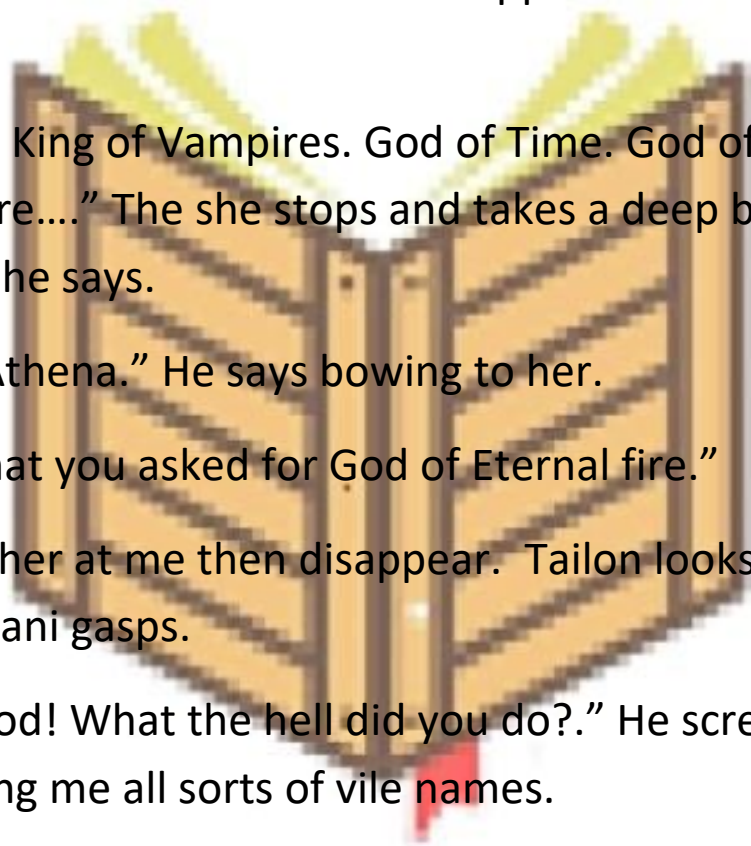 King of Vampires. God of Time. God of
re....” The she stops and takes a deep b
he says.
Athena.” He says bowing to her.
hat you asked for God of Eternal fire.”
her at me then disappear.  Tailon looks
ani gasps.
od! What the hell did you do?.” He scre
ng me all sorts of vile names.